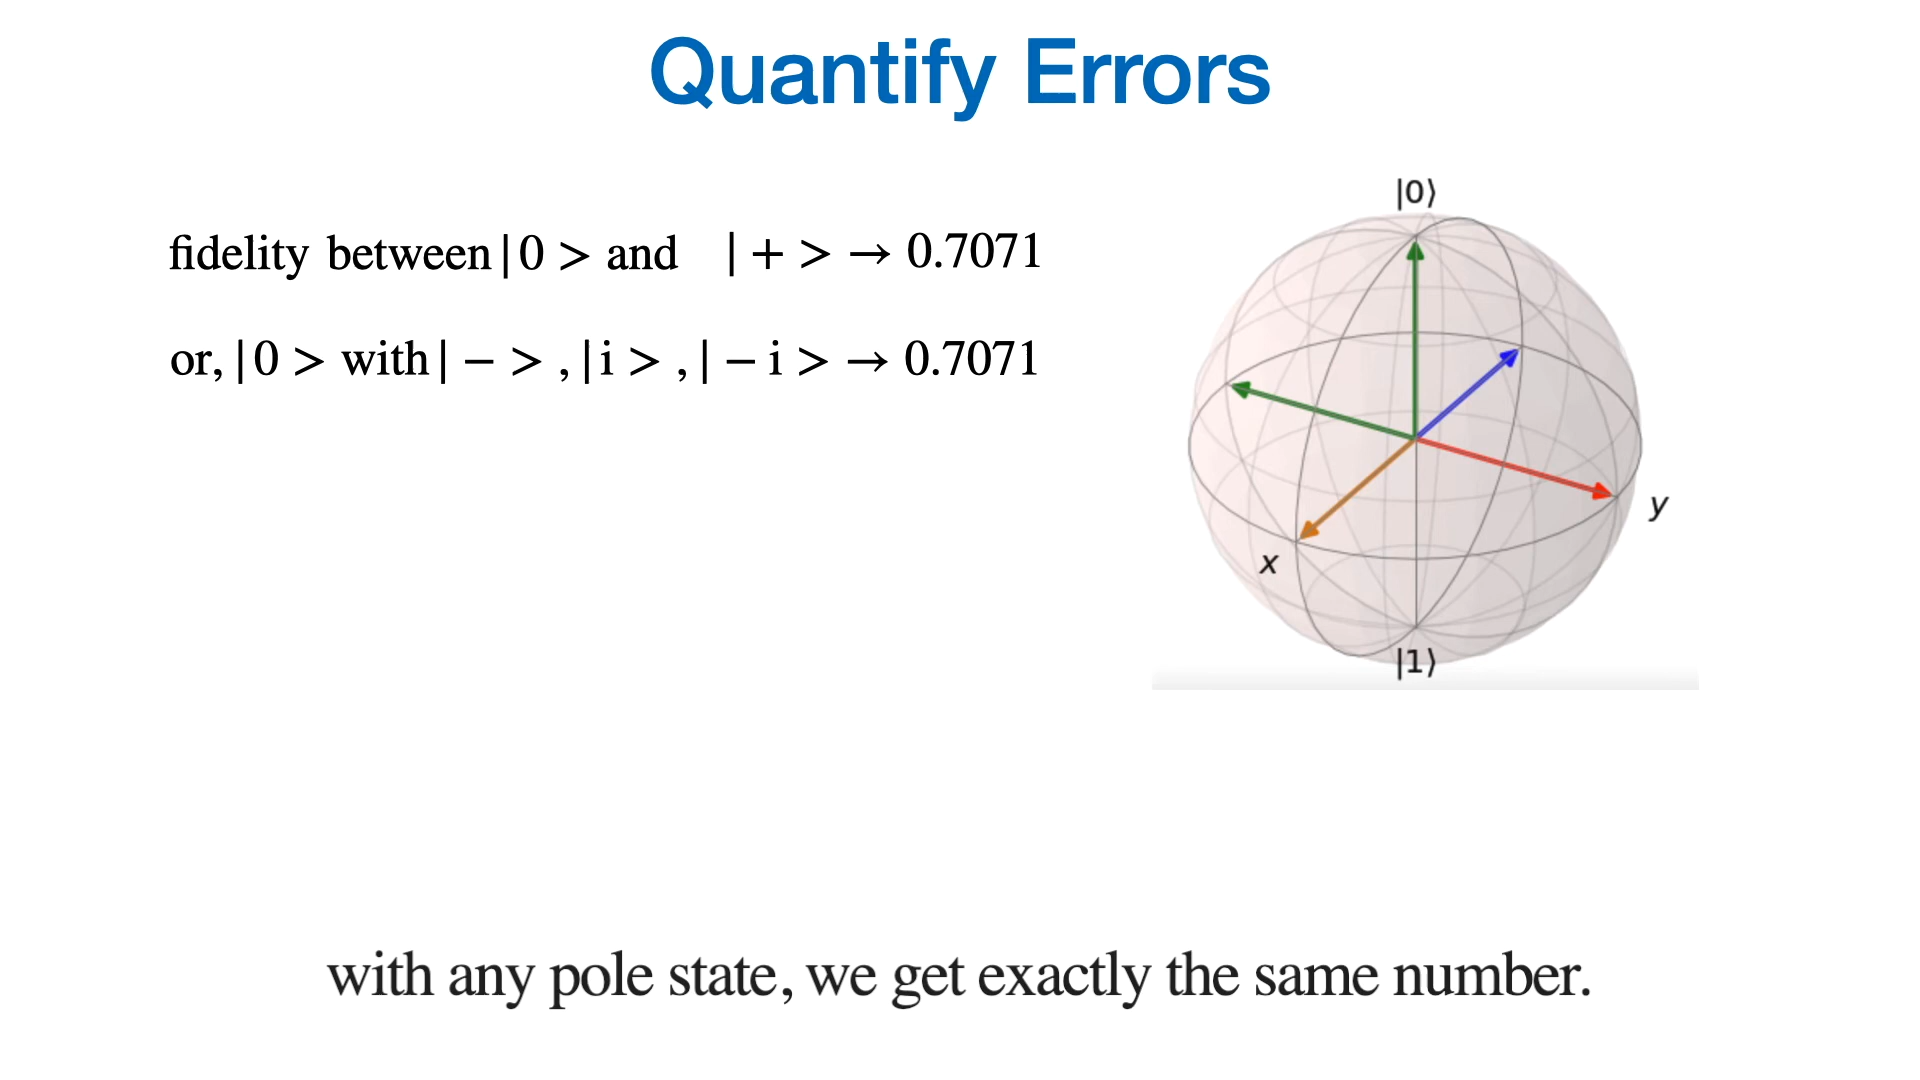 Quantify Errors
fidelity between|0 > and | + > → 0.7071
or, |0 > with| − > , |i > , | − i > → 0.7071
|0⟩
y
x
|1⟩
with any pole state, we get exactly the same number.